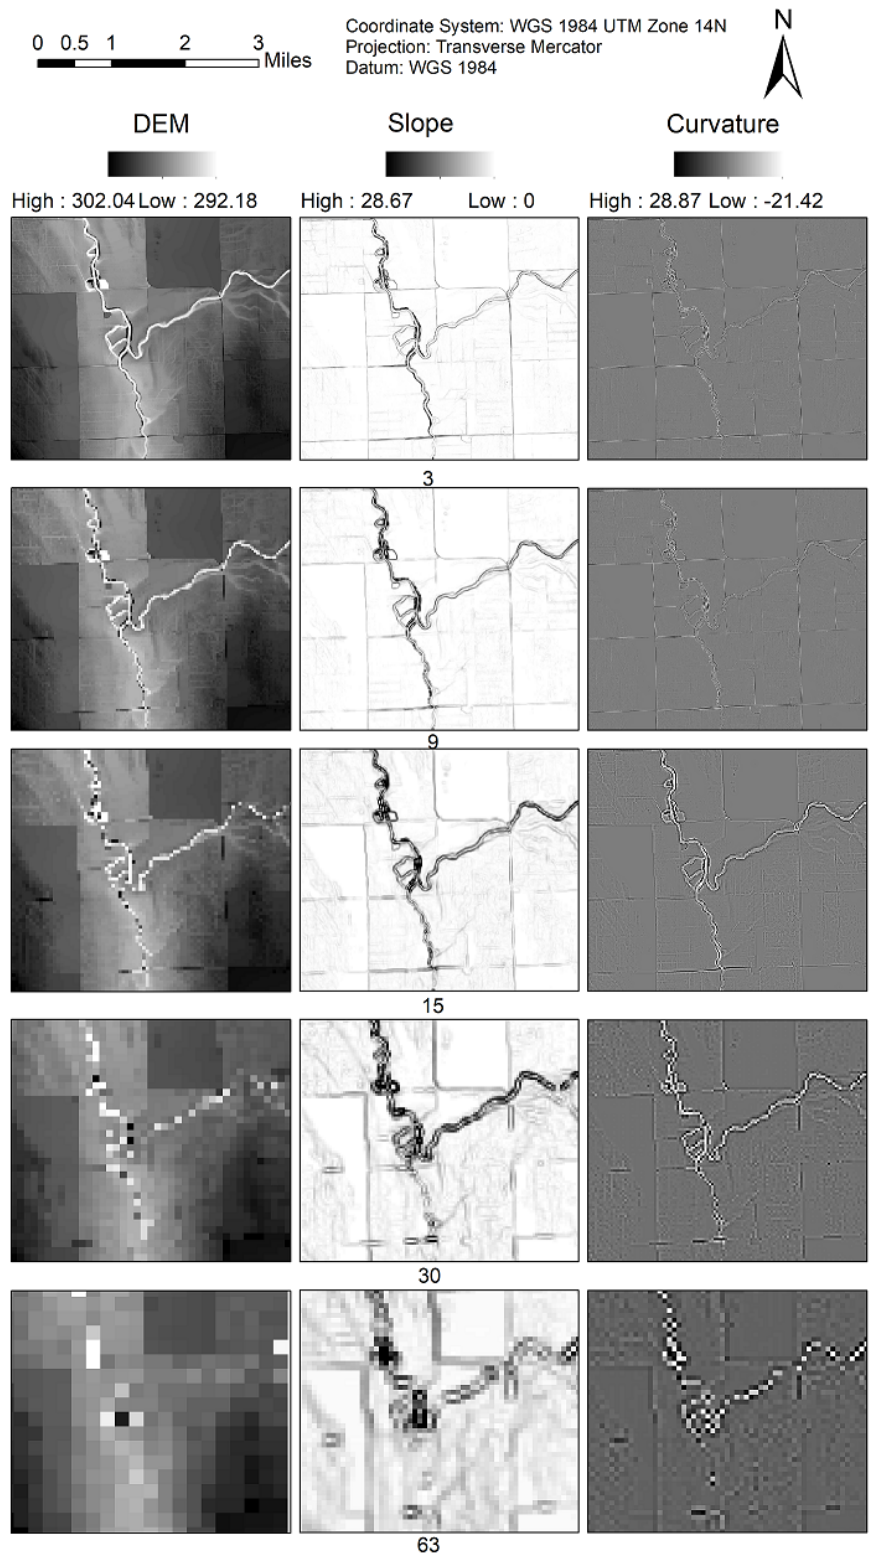 Coordinate System: WGS 1984 UTM Zone 14N
Projection: Transverse Mercator
Datum: WGS 1984
N
0 0.5 1 2 3 Miles
DEM Slope Curvature
High : 302.04 Low : 292.18 High : 28.67 Low : 0 High : 28.87 Low : -21.42
3
9
15
30
63